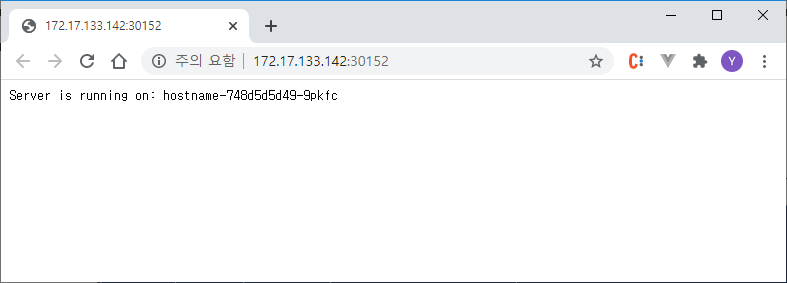 172.17.133.142:30152
주의 요함
172.17.133.142:30152
Y
Server is running on: hostname-748d5d5d49-9pkfc